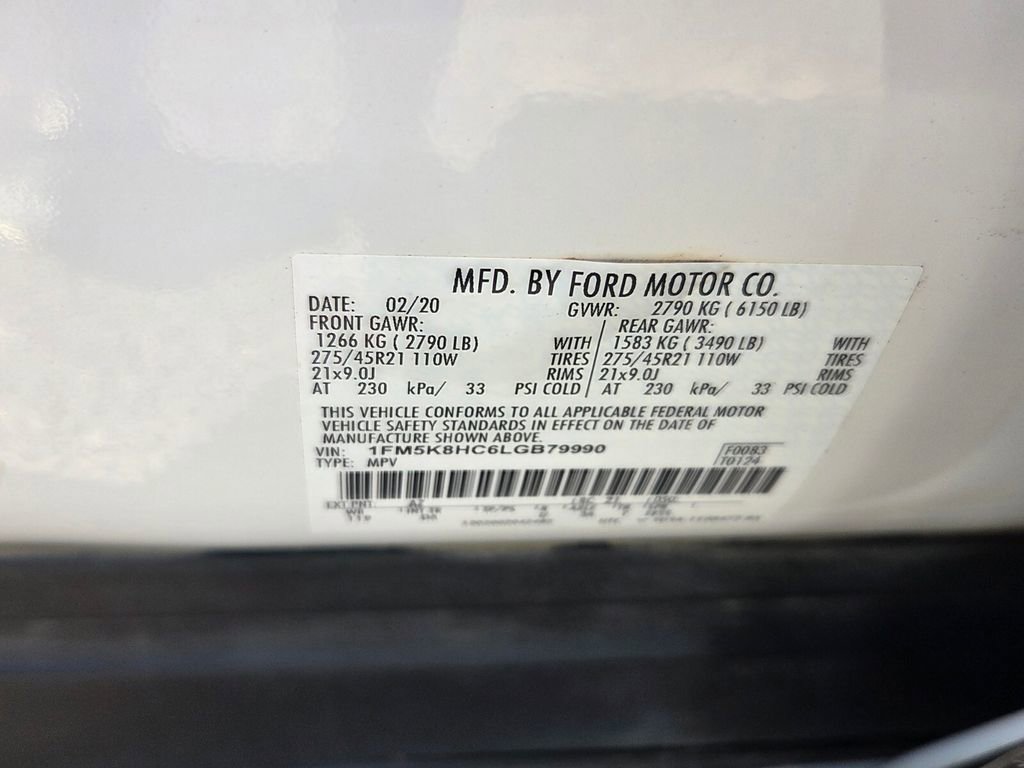 MFD. BY FORD MOTOR CO.
DATE: 02/20 GVWR: 2790 KG ( 6150 LB)
FRONT GAWR: REAR GAWR:
1266 KG ( 2790 LB) WITH 1583 KG ( 3490 LB) WITH
275/45R21 110W TIRES 275/45R21 110W TIRES
21x9.0J RIMS 21x9.0J RIMS
AT 230 kPa/ 33 PSI COLD AT 230 kPa/ 33 PSI COLD
THIS VEHICLE CONFORMS TO ALL APPLICABLE FEDERAL MOTOR
VEHICLE SAFETY STANDARDS IN EFFECT ON THE DATE OF
MANUFACTURE SHOWN ABOVE.
VIN: 1FM5K8HC6LGB79990 F0083
TYPE: MPV T0124
EXT PNT: AZ